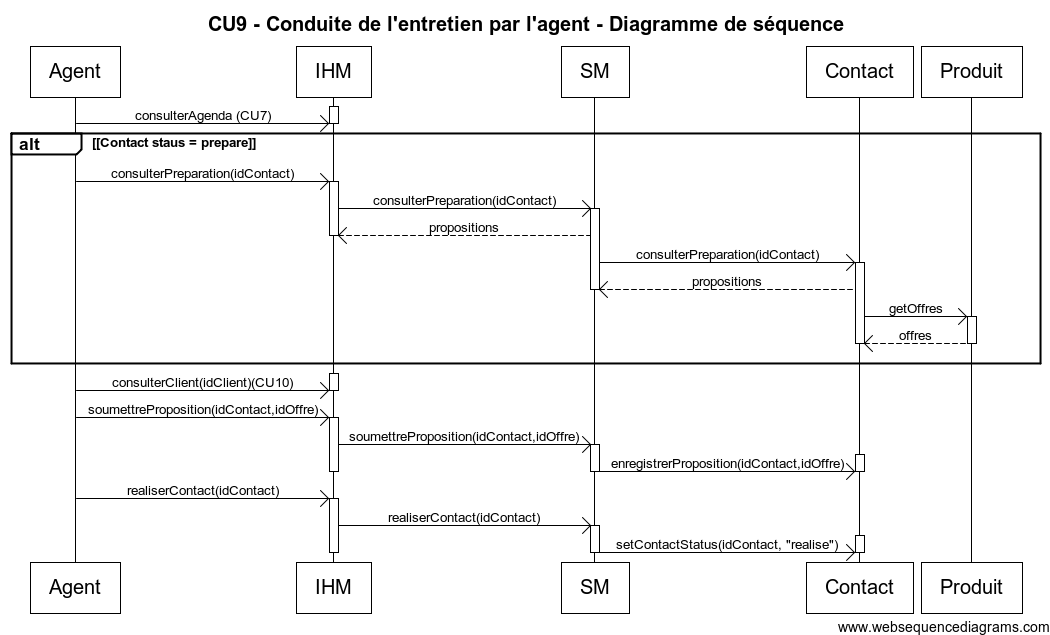 CU9 - Conduite de l'entretien par l'agent - Diagramme de séquence
Agent
IHM
SM
Contact
Produit
consulterAgenda (CU7)
alt
[[Contact staus = prepare]]
consulterPreparation(idContact)
consulterPreparation(idContact)
propositions
consulterPreparation(idContact)
propositions
getOffres
offres
consulterClient(idClient)(CU10)
soumettreProposition(idContact,idOffre)
soumettreProposition(idContact,idOffre)
enregistrerProposition(idContact,idOffre)
realiserContact(idContact)
realiserContact(idContact)
setContactStatus(idContact, "realise")
Agent
IHM
SM
Contact
Produit
www.websequencediagrams.com